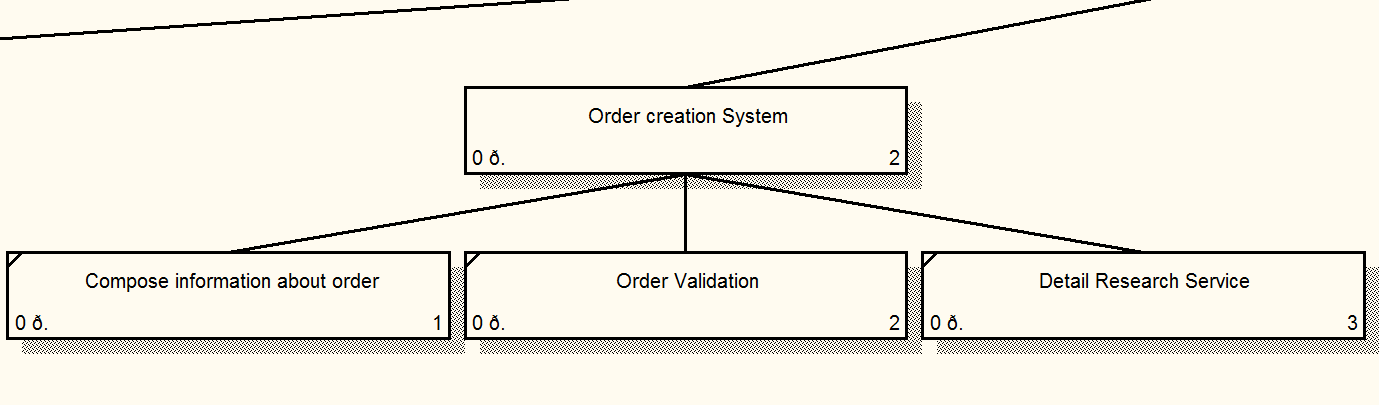 Order creation System
0 ð. 2
Compose information about order
0 ð. 1
Order Validation
0 ð. 2
Detail Research Service
0 ð. 3